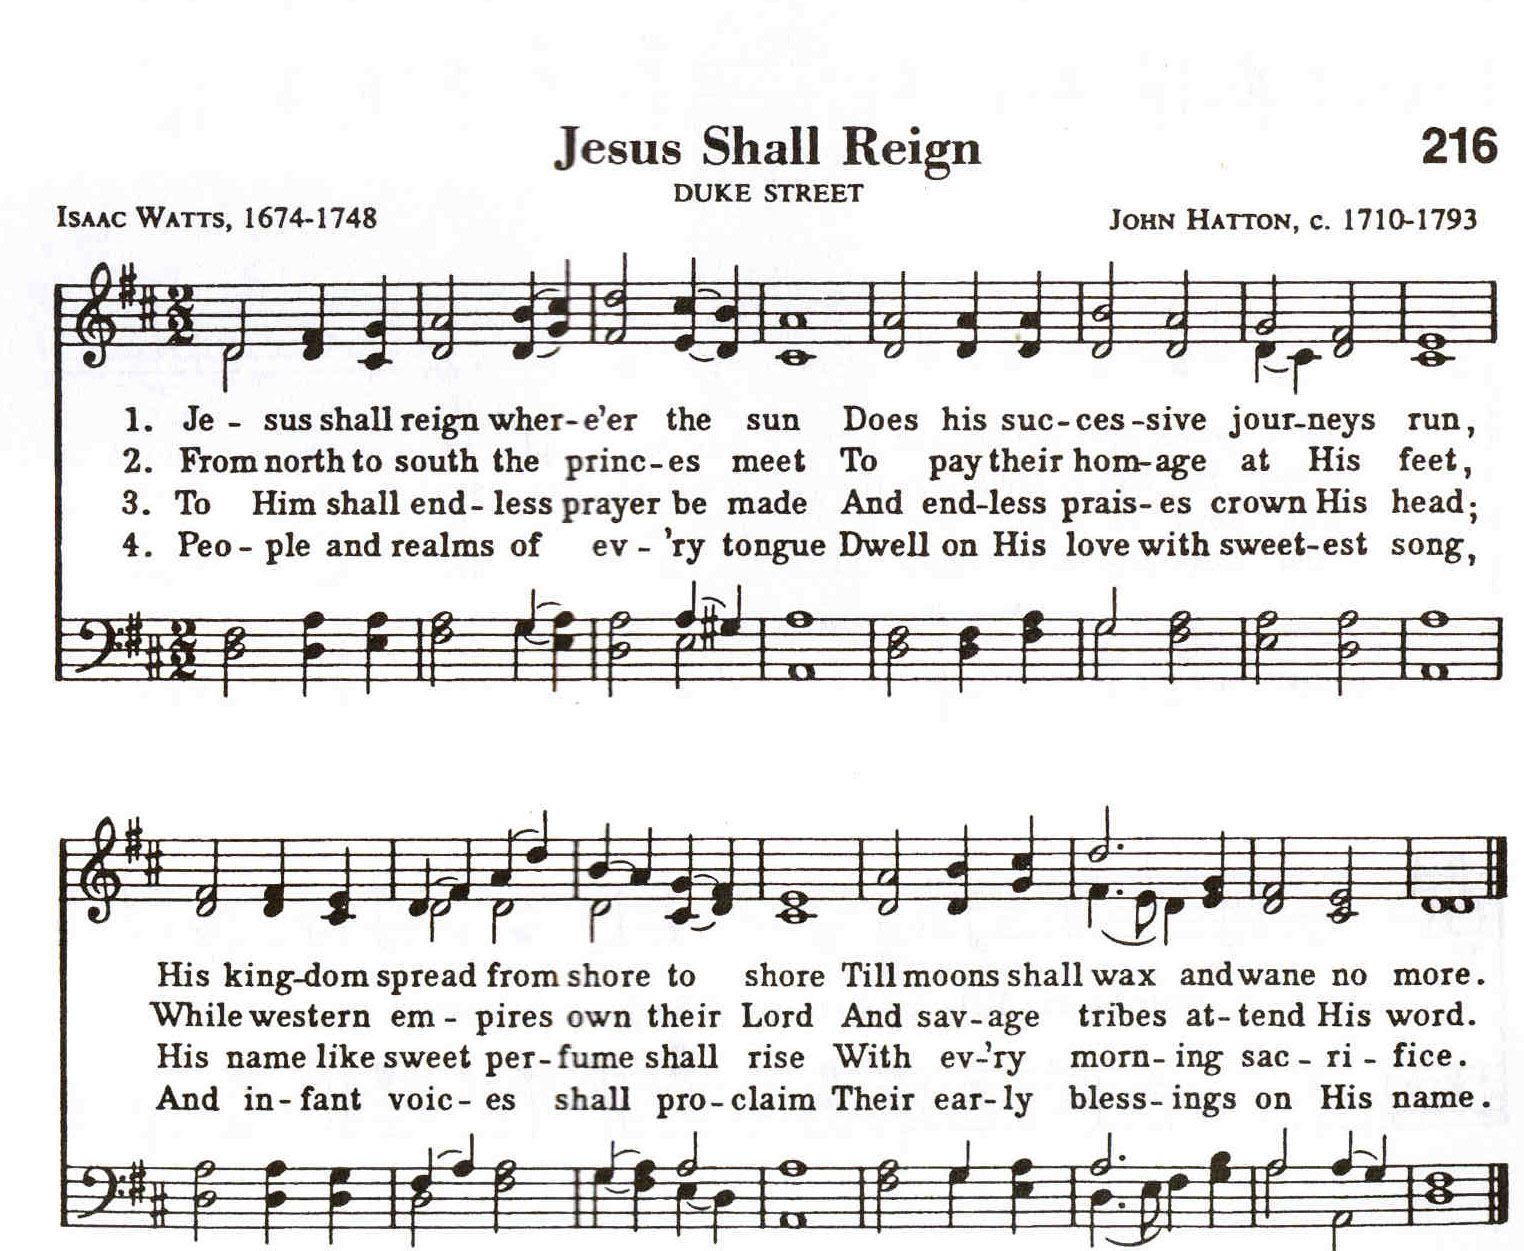 Jesus Shall Reign 216
DUKE STREET
ISAAC WATTS, 1674-1748 JOHN HATTON, c. 1710-1793
1. Je - sus shall reign wher-e'er the sun Does his suc-ces-sive jour-neys run,
2. From north to south the princ-es meet To pay their hom-age at His feet,
3. To Him shall end-less prayer be made And end-less prais-es crown His head;
4. Peo-ple and realms of ev-'ry tongue Dwell on His love with sweet-est song,
His king-dom spread from shore to shore Till moons shall wax and wane no more.
While western em-pires own their Lord And sav-age tribes at-tend His word.
His name like sweet per-fume shall rise With ev-'ry morn-ing sac-ri-fice.
And in-fant voic-es shall pro-claim Their ear-ly bless-ings on His name.